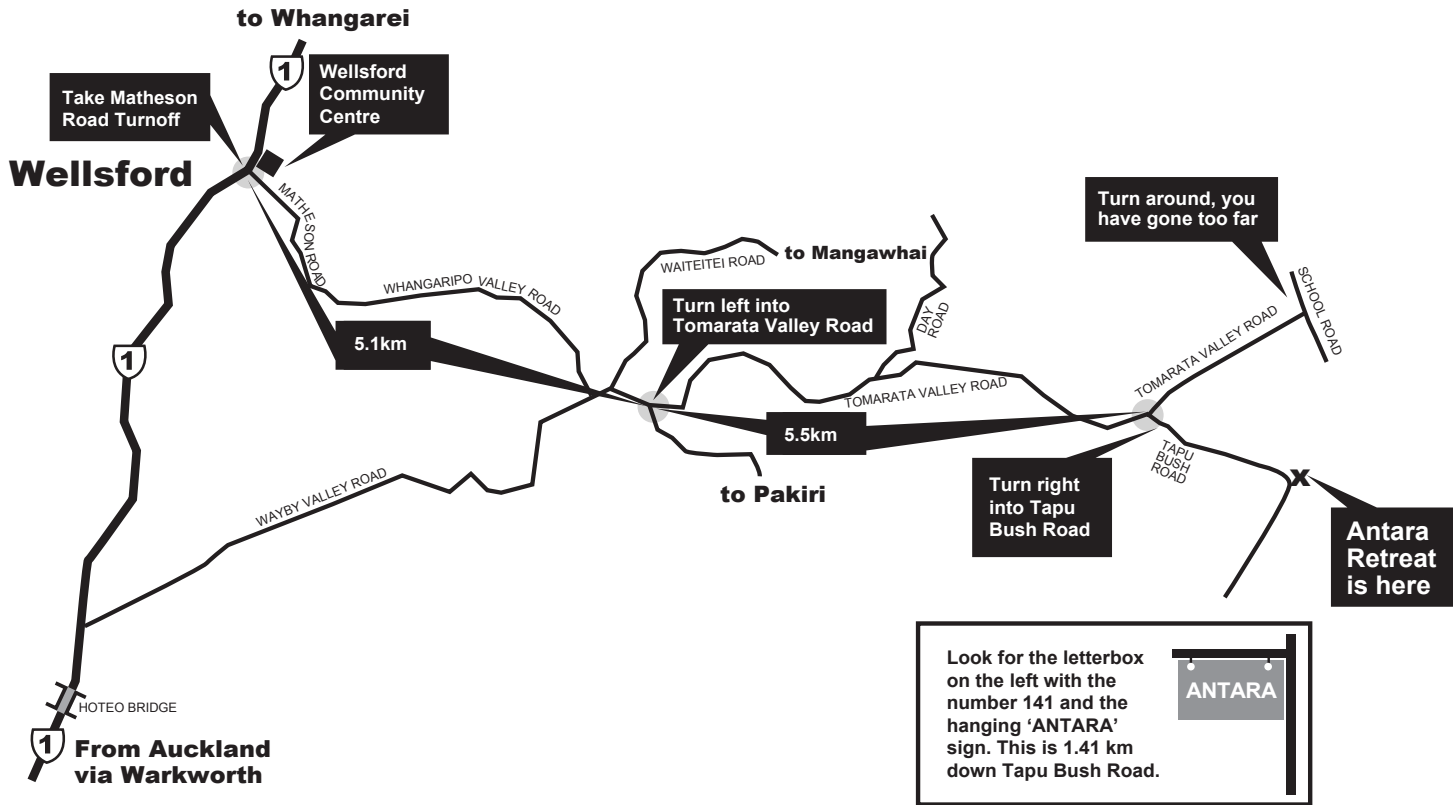 to Whangarei
1
Wellsford
Community
Centre
Take Matheson
Road Turnoff
Wellsford
MATHESON ROAD
Turn around, you
have gone too far
WHANGARIPO VALLEY ROAD
WAITEITEI ROAD
to Mangawhai
DAY
ROAD
SCHOOL ROAD
Turn left into
Tomarata Valley Road
1
5.1km
TOMARATA VALLEY ROAD
TOMARATA VALLEY ROAD
5.5km
TAPU
BUSH
ROAD
WAYBY VALLEY ROAD
to Pakiri
Turn right
into Tapu
Bush Road
x
Antara
Retreat
is here
HOTEO BRIDGE
1
From Auckland
via Warkworth
Look for the letterbox
on the left with the
number 141 and the
hanging ‘ANTARA’
sign. This is 1.41 km
down Tapu Bush Road.
ANTARA